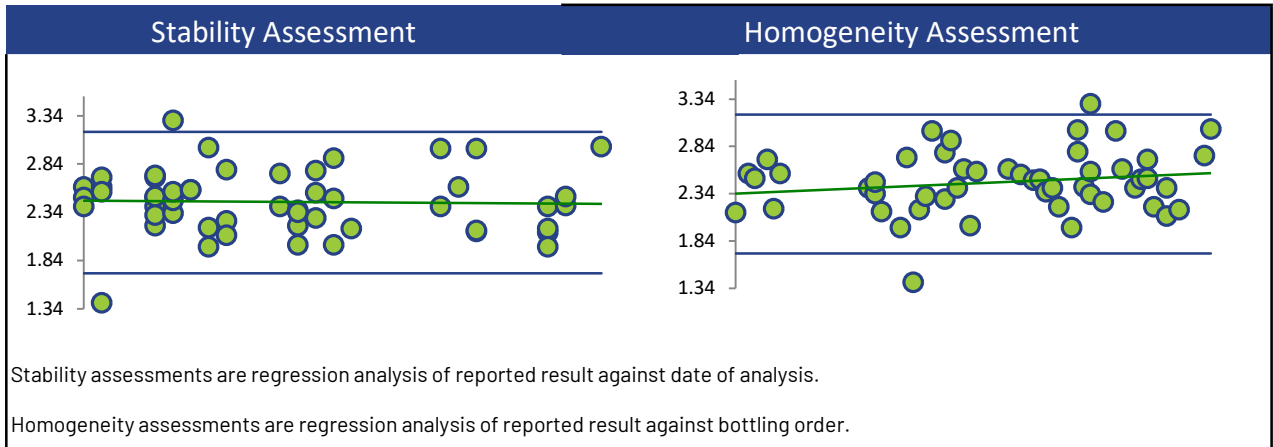 Stability Assessment
Homogeneity Assessment
3.34
2.84
2.34
1.84
1.34
3.34
2.84
2.34
1.84
1.34
Stability assessments are regression analysis of reported result against date of analysis.
Homogeneity assessments are regression analysis of reported result against bottling order.